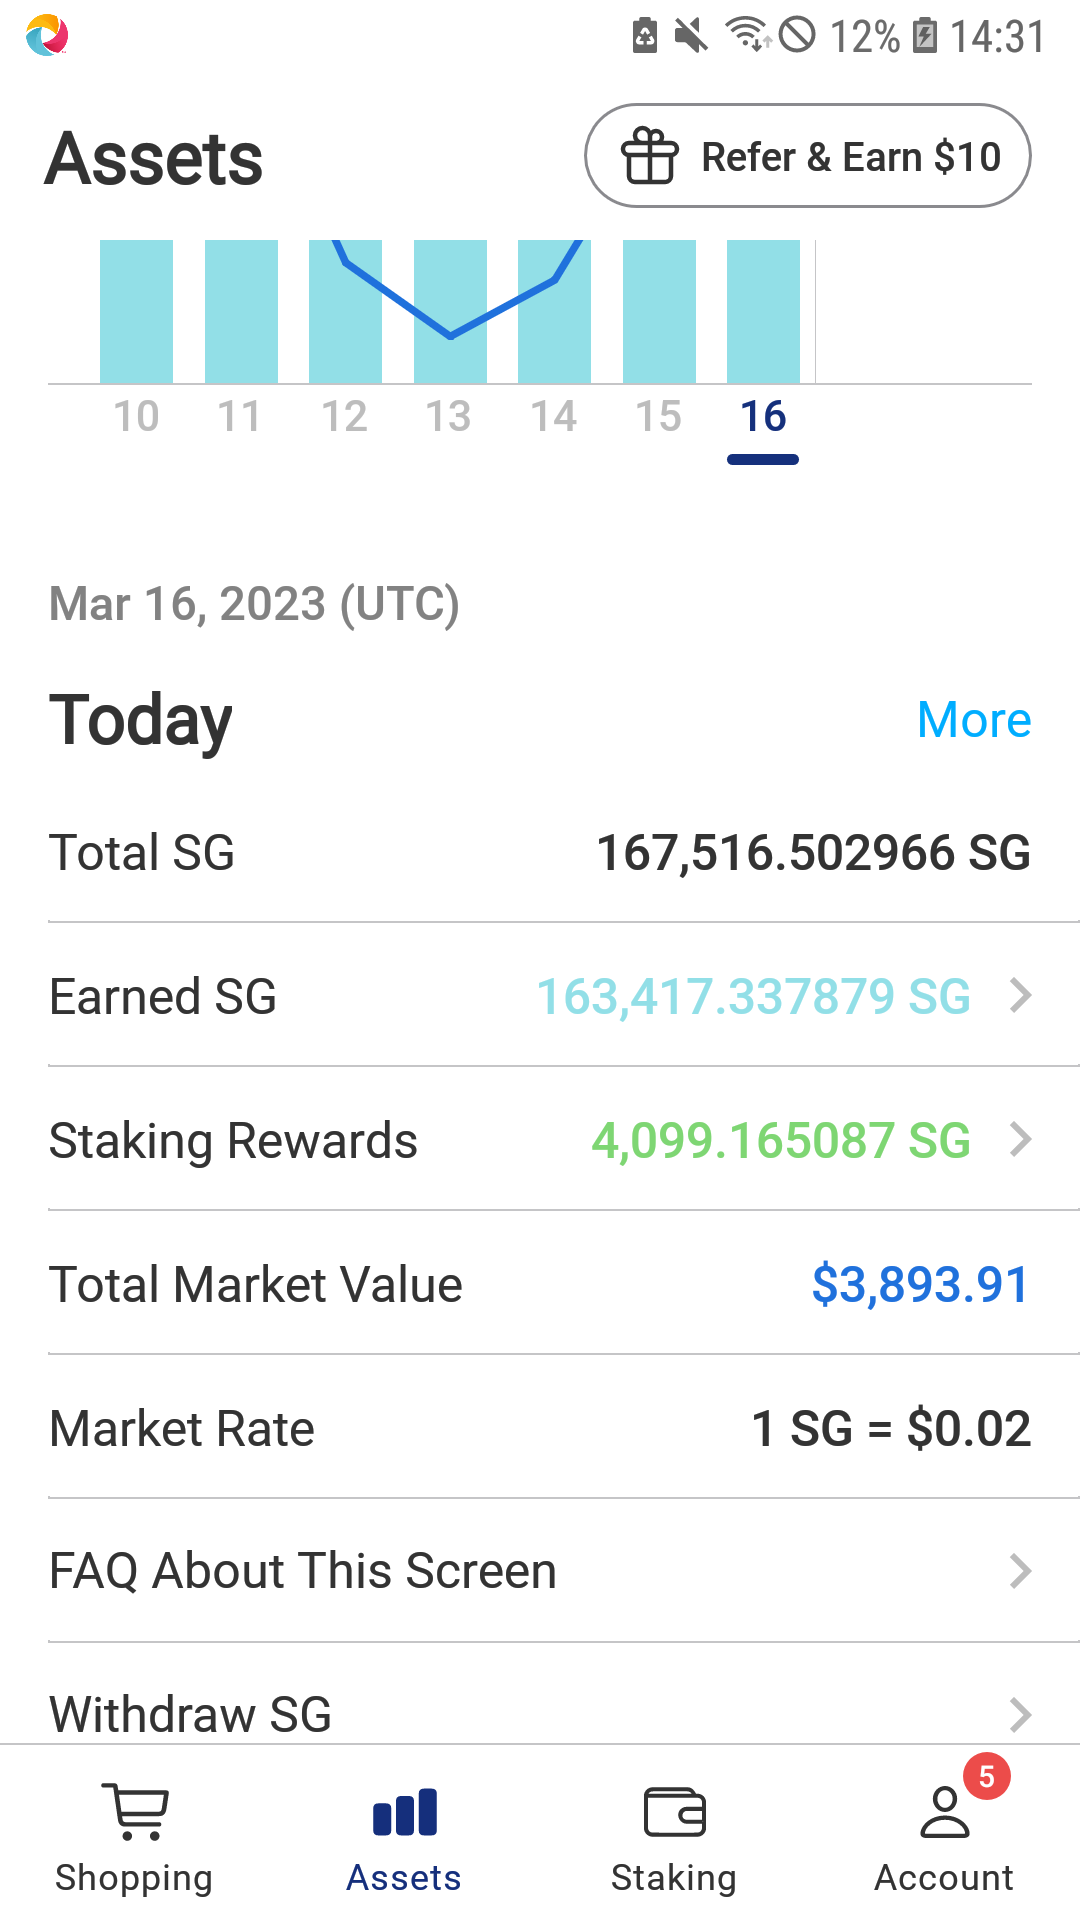 12% 14:31
Assets
Refer & Earn $10
10 11 12 13 14 15 16
Mar 16, 2023 (UTC)
Today More
Total SG 167,516.502966 SG
Earned SG 163,417.337879 SG
Staking Rewards 4,099.165087 SG
Total Market Value $3,893.91
Market Rate 1 SG = $0.02
FAQ About This Screen
Withdraw SG
5
Shopping Assets Staking Account